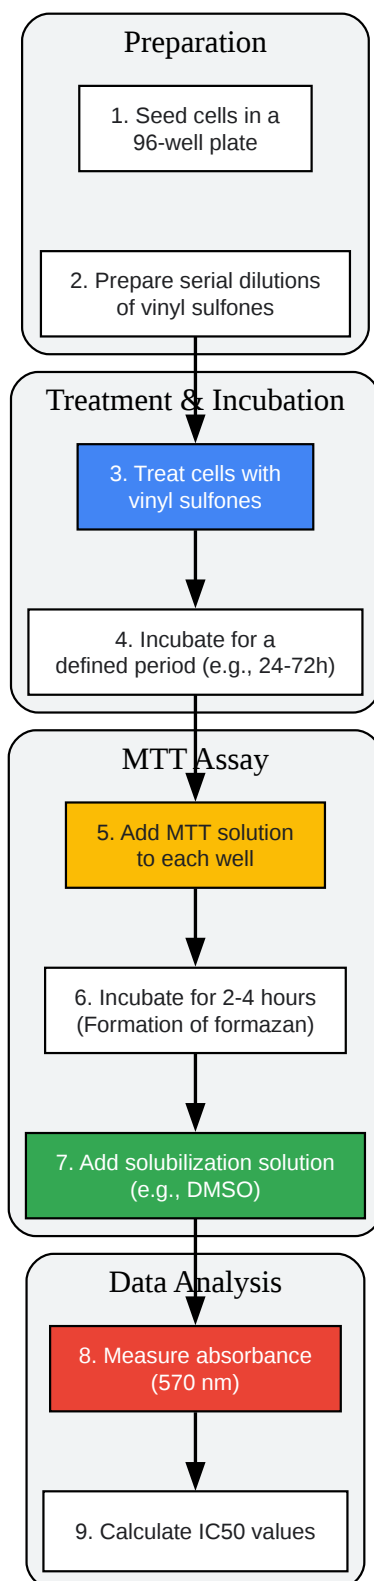 Preparation
1. Seed cells in a
96-well plate
2. Prepare serial dilutions
of vinyl sulfones
Treatment & Incubation
3. Treat cells with
vinyl sulfones
4. Incubate for a
defined period (e.g., 24-72h)
MTT Assay
5. Add MTT solution
to each well
6. Incubate for 2-4 hours
(Formation of formazan)
7. Add solubilization solution
(e.g., DMSO)
Data Analysis
8. Measure absorbance
(570 nm)
9. Calculate IC50 values